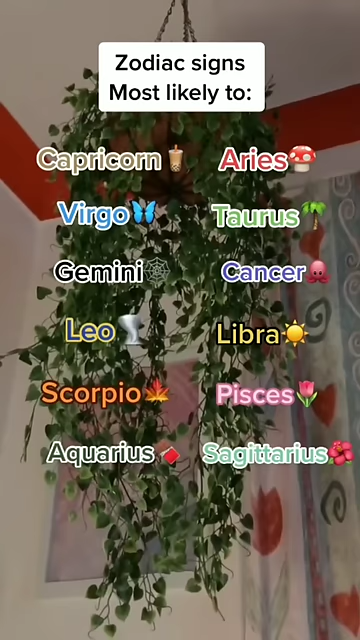 Zodiac signs
Most likely to:
Capricorn🧋 Aries🍄
Virgo🦋 Taurus🌴
Gemini🕸️ Cancer🐙
Leo🌪️ Libra☀️
Scorpio🍁 Pisces🌷
Aquarius🍫 Sagittarius🌺